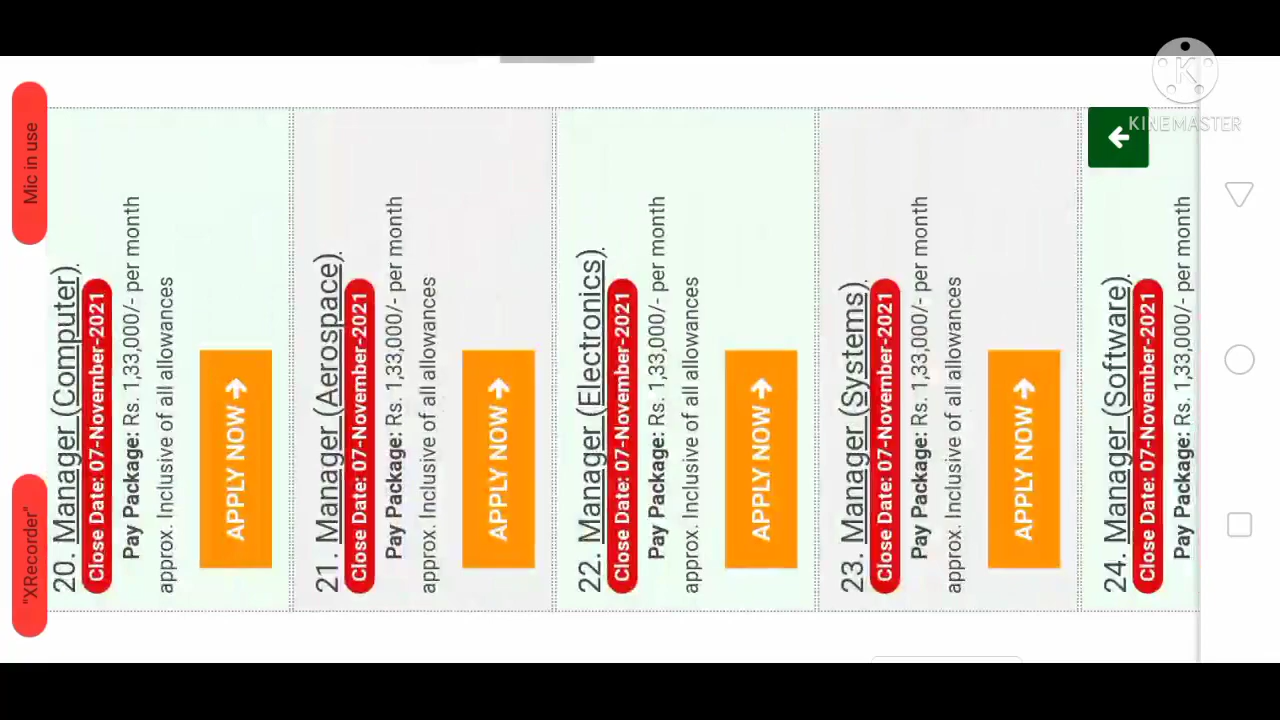 "XRecorder"
Mic in use
20. Manager (Computer).
Close Date: 07-November-2021
Pay Package: Rs. 1,33,000/- per month
approx. Inclusive of all allowances
APPLY NOW →
21. Manager (Aerospace).
Close Date: 07-November-2021
Pay Package: Rs. 1,33,000/- per month
approx. Inclusive of all allowances
APPLY NOW →
22. Manager (Electronics).
Close Date: 07-November-2021
Pay Package: Rs. 1,33,000/- per month
approx. Inclusive of all allowances
APPLY NOW →
23. Manager (Systems).
Close Date: 07-November-2021
Pay Package: Rs. 1,33,000/- per month
approx. Inclusive of all allowances
APPLY NOW →
24. Manager (Software).
Close Date: 07-November-2021
Pay Package: Rs. 1,33,000/- per month
K
KINEMASTER